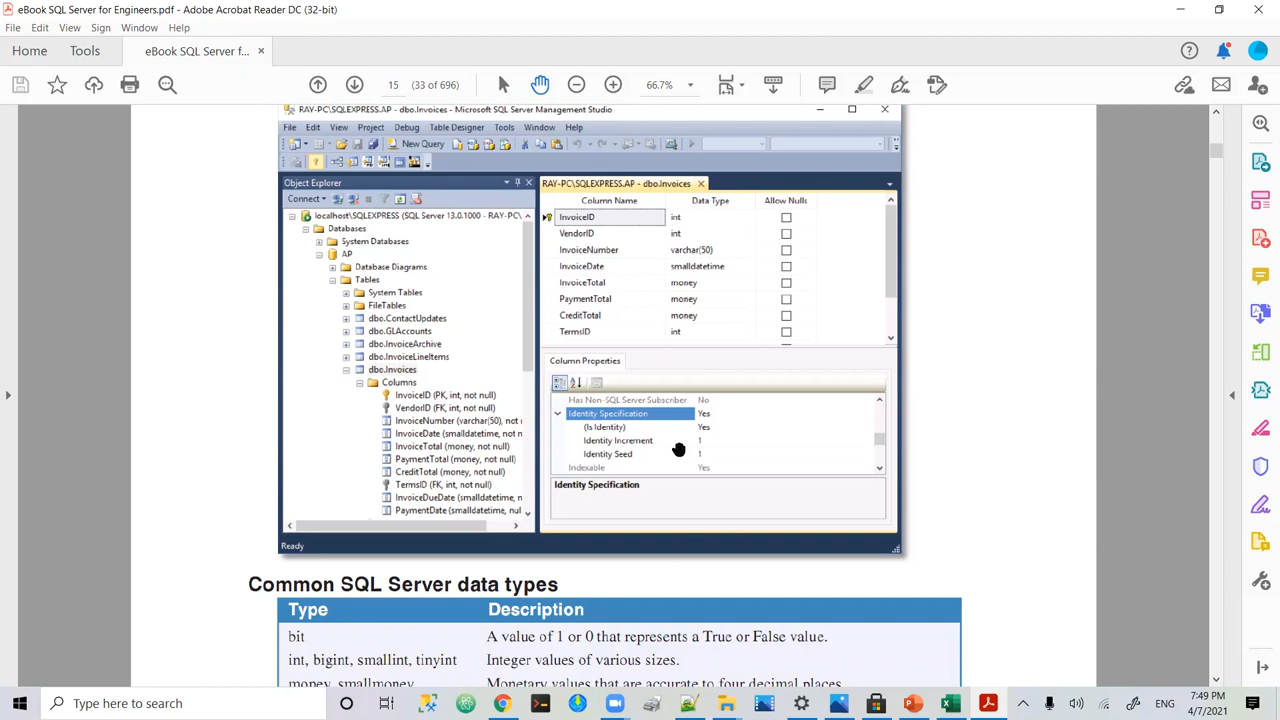 eBook SQL Server for Engineers.pdf - Adobe Acrobat Reader DC (32-bit)
File Edit View Sign Window Help
Home Tools eBook SQL Server f... ×
15 (33 of 696) 66.7%
RAY-PC\SQLEXPRESS.AP - dbo.Invoices - Microsoft SQL Server Management Studio
File Edit View Project Debug Table Designer Tools Window Help
New Query
Object Explorer
Connect
localhost\SQLEXPRESS (SQL Server 13.0.1000 - RAY-PC\
Databases
System Databases
AP
Database Diagrams
Tables
System Tables
FileTables
dbo.ContactUpdates
dbo.GLAccounts
dbo.InvoiceArchive
dbo.InvoiceLineItems
dbo.Invoices
Columns
InvoiceID (PK, int, not null)
VendorID (FK, int, not null)
InvoiceNumber (varchar(50), not
InvoiceDate (smalldatetime, not
InvoiceTotal (money, not null)
PaymentTotal (money, not null)
CreditTotal (money, not null)
TermsID (FK, int, not null)
InvoiceDueDate (smalldatetime, n
PaymentDate (smalldatetime, nul
RAY-PC\SQLEXPRESS.AP - dbo.Invoices ×
Column Name Data Type Allow Nulls
InvoiceID int
VendorID int
InvoiceNumber varchar(50)
InvoiceDate smalldatetime
InvoiceTotal money
PaymentTotal money
CreditTotal money
TermsID int
Column Properties
Has Non-SQL Server Subscriber No
Identity Specification Yes
(Is Identity) Yes
Identity Increment 1
Identity Seed 1
Indexable Yes
Identity Specification
Ready
Common SQL Server data types
Type Description
bit A value of 1 or 0 that represents a True or False value.
int, bigint, smallint, tinyint Integer values of various sizes.
money, smallmoney Monetary values that are accurate to four decimal places
Type here to search
ENG
7:49 PM
4/7/2021